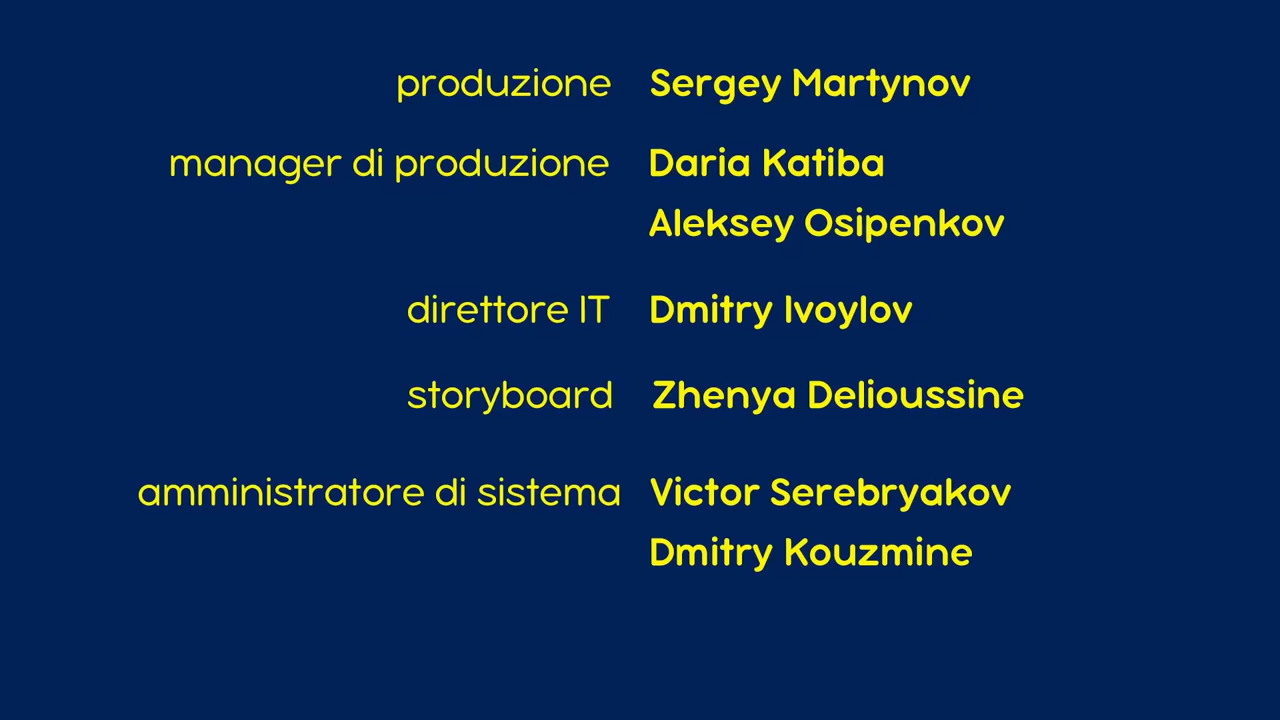 produzione Sergey Martynov
manager di produzione Daria Katiba
Aleksey Osipenkov
direttore IT Dmitry Ivoylov
storyboard Zhenya Delioussine
amministratore di sistema Victor Serebryakov
Dmitry Kouzmine